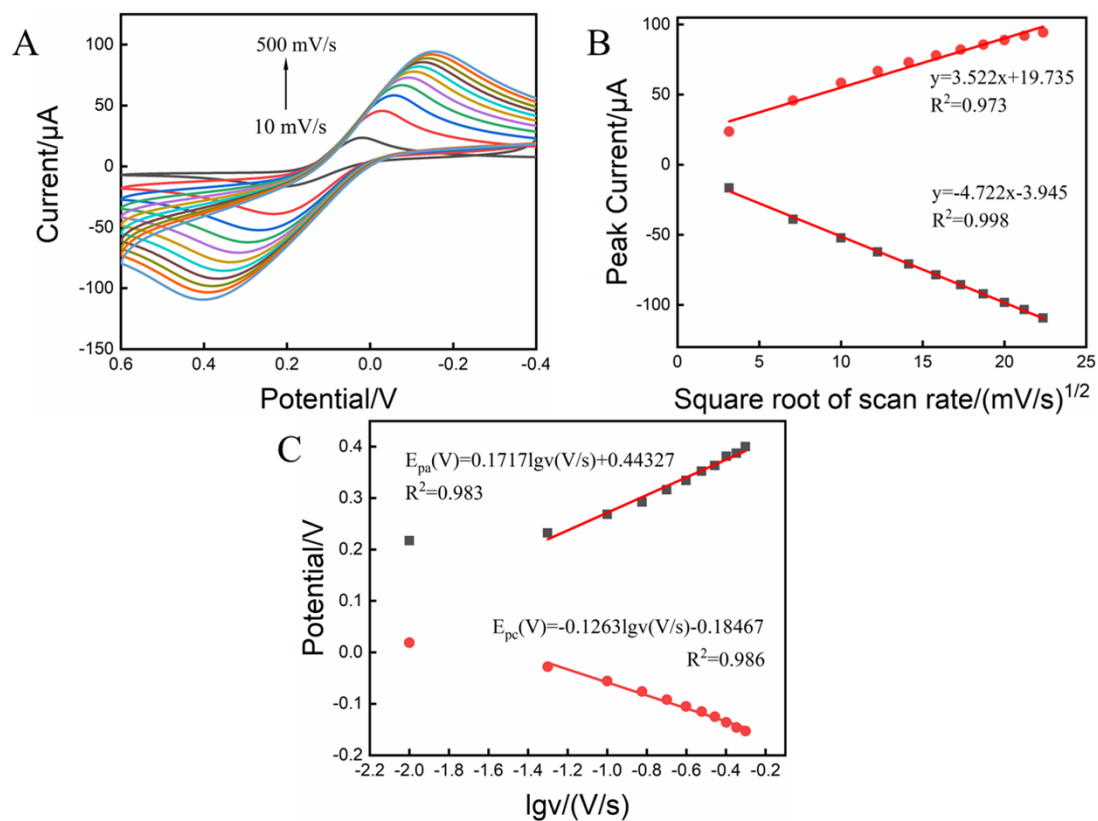 A
500 mV/s
10 mV/s
100
50
0
-50
-100
-150
0.6
0.4
0.2
0.0
-0.2
-0.4
Current/μA
Potential/V
B
y=3.522x+19.735
R²=0.973
y=-4.722x-3.945
R²=0.998
100
50
0
-50
-100
0
5
10
15
20
25
Peak Current/μA
Square root of scan rate/(mV/s)^1/2
C
Epa(V)=0.1717lgv(V/s)+0.44327
R²=0.983
Epc(V)=-0.1263lgv(V/s)-0.18467
R²=0.986
0.4
0.3
0.2
0.1
0.0
-0.1
-0.2
-2.2
-2.0
-1.8
-1.6
-1.4
-1.2
-1.0
-0.8
-0.6
-0.4
-0.2
Potential/V
lgv/(V/s)